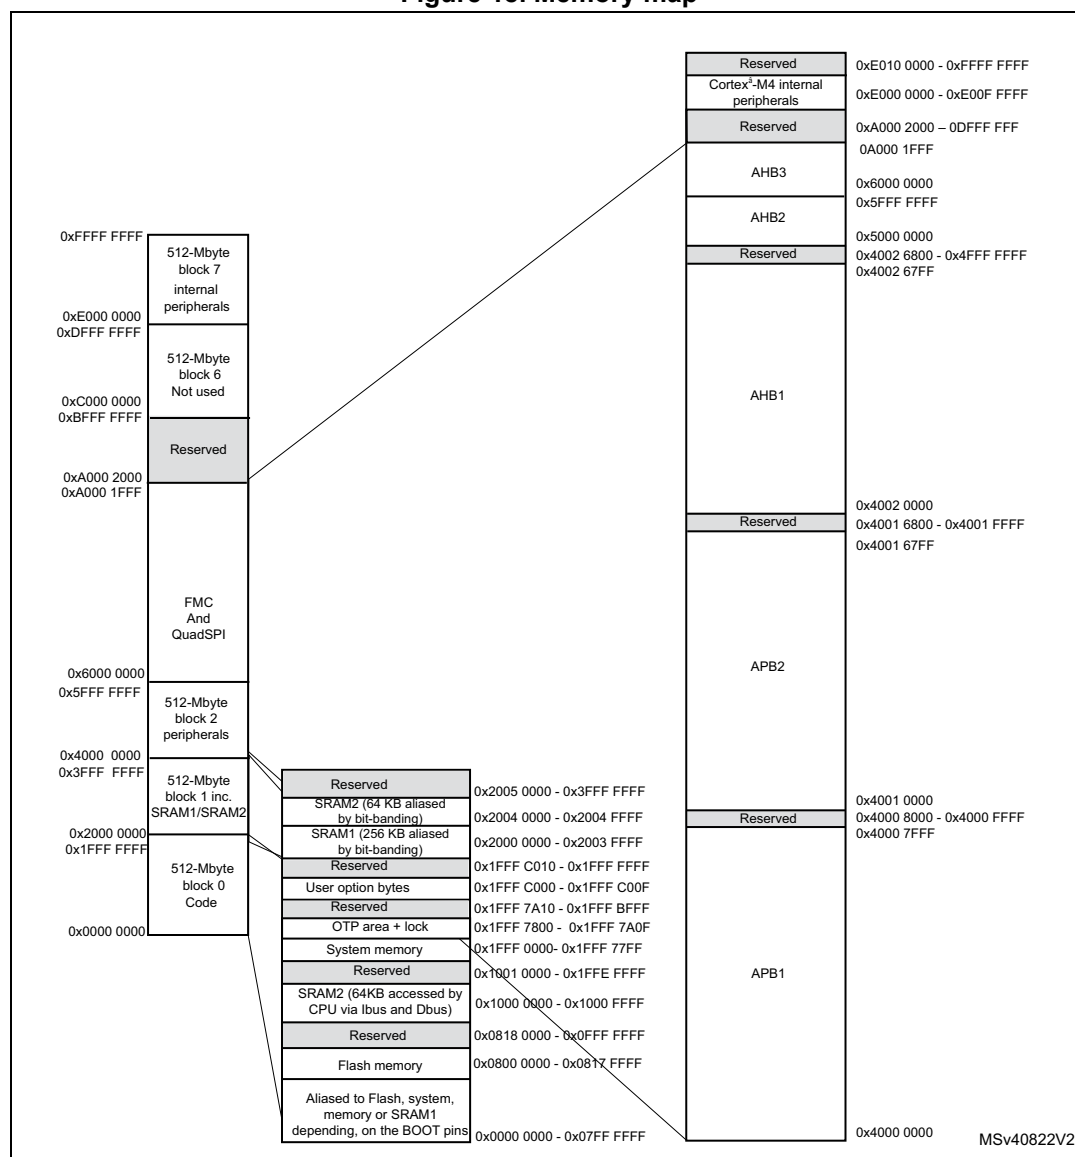 Reserved
0xE010 0000 - 0xFFFF FFFF
Cortex®-M4 internal
peripherals
0xE000 0000 - 0xE00F FFFF
Reserved
0xA000 2000 – 0DFFF FFF
0A000 1FFF
AHB3
0x6000 0000
0x5FFF FFFF
AHB2
0x5000 0000
Reserved
0x4002 6800 - 0x4FFF FFFF
0x4002 67FF
AHB1
0x4002 0000
Reserved
0x4001 6800 - 0x4001 FFFF
0x4001 67FF
APB2
0x4001 0000
Reserved
0x4000 8000 - 0x4000 FFFF
0x4000 7FFF
APB1
0x4000 0000
0xFFFF FFFF
512-Mbyte
block 7
internal
peripherals
0xE000 0000
0xDFFF FFFF
512-Mbyte
block 6
Not used
0xC000 0000
0xBFFF FFFF
Reserved
0xA000 2000
0xA000 1FFF
FMC
And
QuadSPI
0x6000 0000
0x5FFF FFFF
512-Mbyte
block 2
peripherals
0x4000 0000
0x3FFF FFFF
512-Mbyte
block 1 inc.
SRAM1/SRAM2
0x2000 0000
0x1FFF FFFF
512-Mbyte
block 0
Code
0x0000 0000
Reserved
0x2005 0000 - 0x3FFF FFFF
SRAM2 (64 KB aliased
by bit-banding)
0x2004 0000 - 0x2004 FFFF
SRAM1 (256 KB aliased
by bit-banding)
0x2000 0000 - 0x2003 FFFF
Reserved
0x1FFF C010 - 0x1FFF FFFF
User option bytes
0x1FFF C000 - 0x1FFF C00F
Reserved
0x1FFF 7A10 - 0x1FFF BFFF
OTP area + lock
0x1FFF 7800 - 0x1FFF 7A0F
System memory
0x1FFF 0000- 0x1FFF 77FF
Reserved
0x1001 0000 - 0x1FFE FFFF
SRAM2 (64KB accessed by
CPU via Ibus and Dbus)
0x1000 0000 - 0x1000 FFFF
Reserved
0x0818 0000 - 0x0FFF FFFF
Flash memory
0x0800 0000 - 0x0817 FFFF
Aliased to Flash, system,
memory or SRAM1
depending, on the BOOT pins
0x0000 0000 - 0x07FF FFFF
MSv40822V2